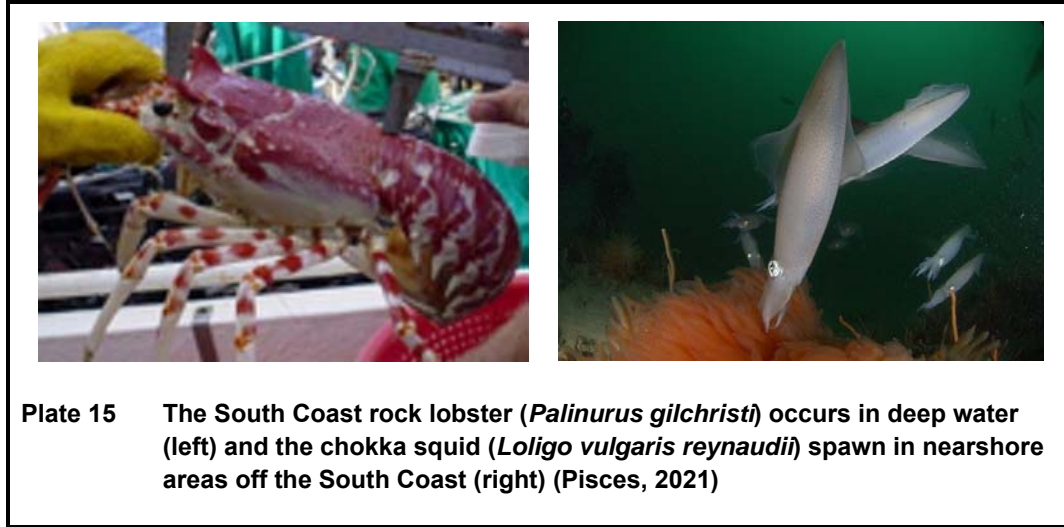 Plate 15 The South Coast rock lobster (Palinurus gilchristi) occurs in deep water
(left) and the chokka squid (Loligo vulgaris reynaudii) spawn in nearshore
areas off the South Coast (right) (Pisces, 2021)